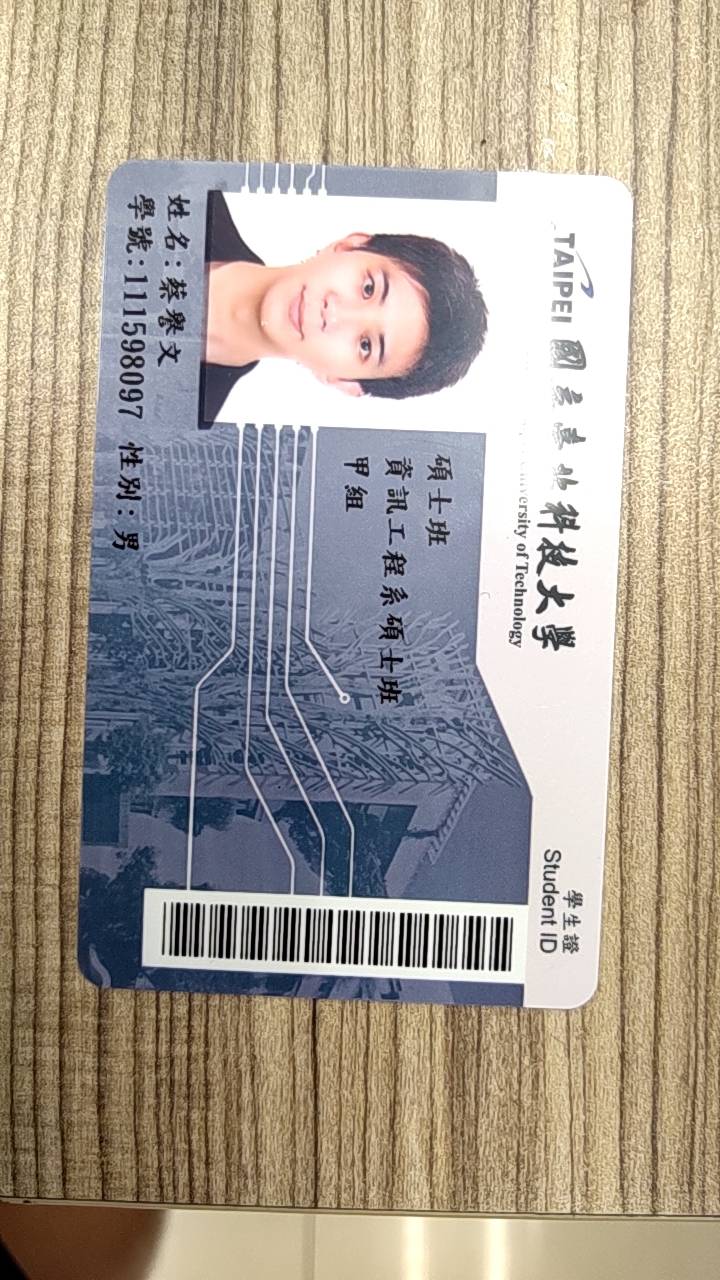 TAIPEI 國立臺北科技大學
University of Technology
學生證
Student ID
碩士班
資訊工程系碩士班
甲組
姓名:蔡譽文
學號:111598097 性別:男